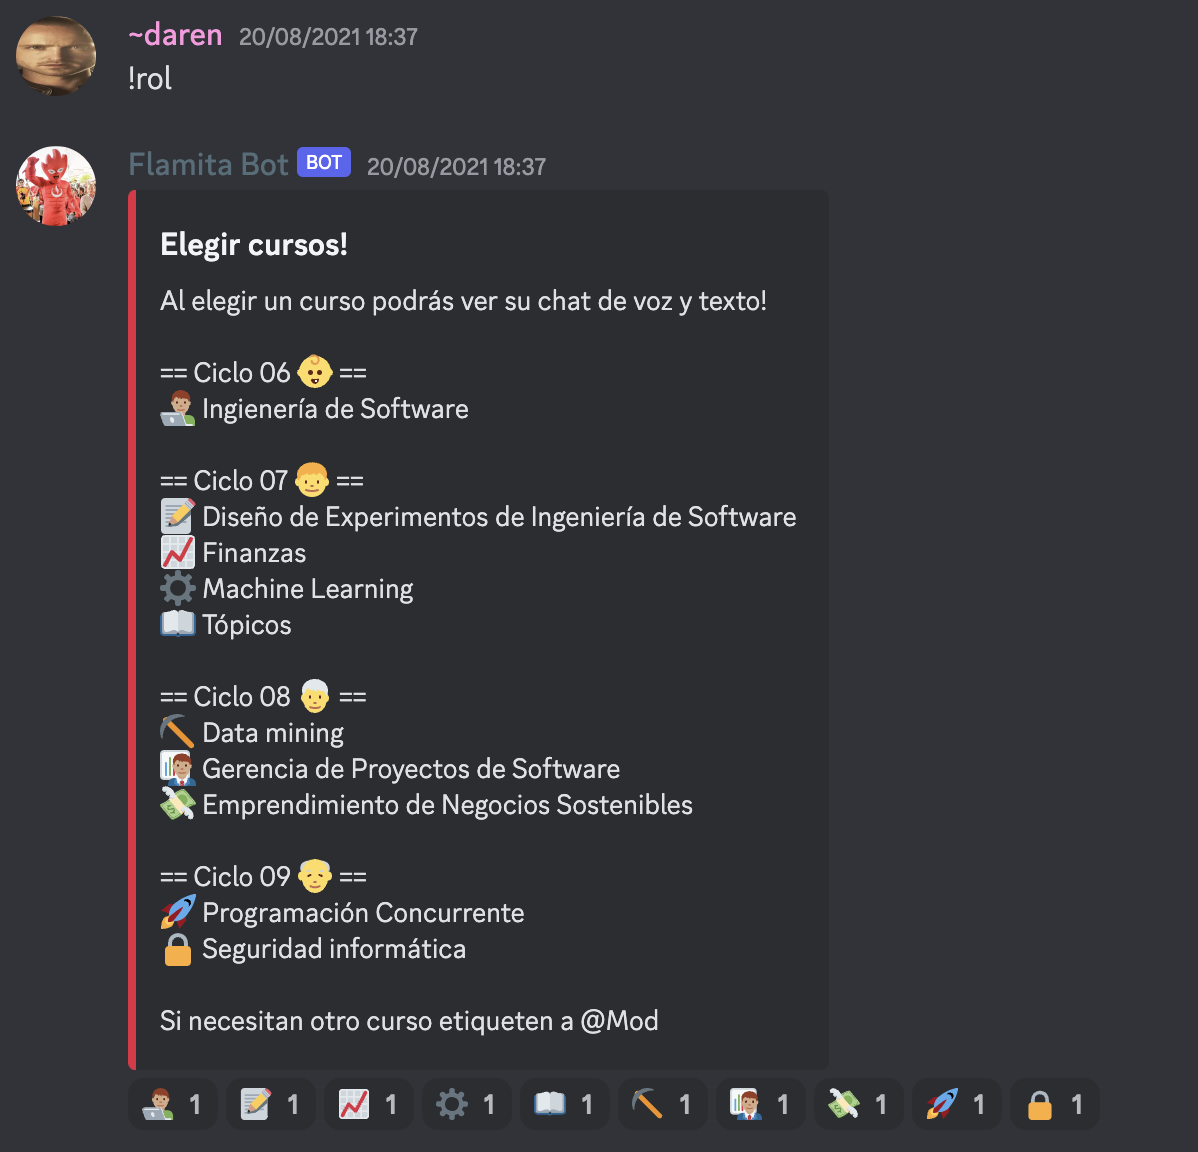 ~daren 20/08/2021 18:37
!rol
Flamita Bot BOT 20/08/2021 18:37
Elegir cursos!
Al elegir un curso podrás ver su chat de voz y texto!
== Ciclo 06 👶 ==
👨🏽‍💻 Ingienería de Software
== Ciclo 07 👦 ==
📝 Diseño de Experimentos de Ingeniería de Software
📈 Finanzas
⚙️ Machine Learning
📖 Tópicos
== Ciclo 08 👨‍🦳 ==
⛏️ Data mining
👨🏽‍💼 Gerencia de Proyectos de Software
💸 Emprendimiento de Negocios Sostenibles
== Ciclo 09 👴 ==
🚀 Programación Concurrente
🔒 Seguridad informática
Si necesitan otro curso etiqueten a @Mod
👨🏽‍💻 1 📝 1 📈 1 ⚙️ 1 📖 1 ⛏️ 1 👨🏽‍💼 1 💸 1 🚀 1 🔒 1